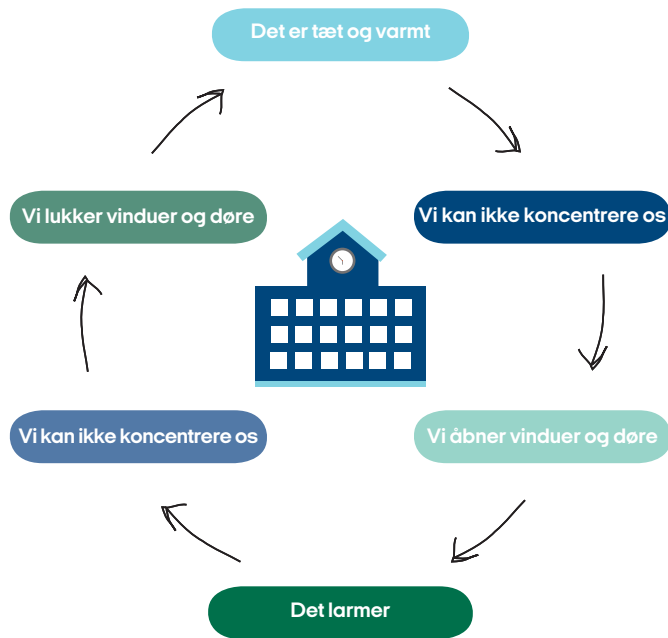 Det er tæt og varmt
Vi kan ikke koncentrere os
Vi åbner vinduer og døre
Det larmer
Vi kan ikke koncentrere os
Vi lukker vinduer og døre